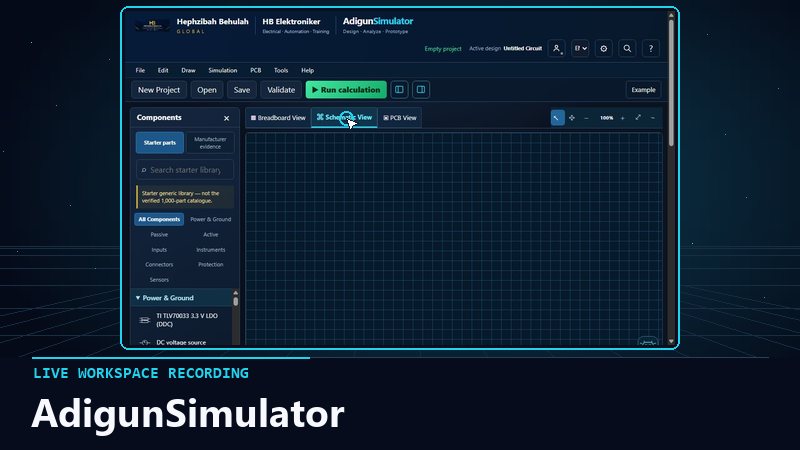 Hephzibah Behulah
GLOBAL
HB Elektroniker
Electrical · Automation · Training
AdigunSimulator
Design · Analyze · Prototype
Empty project
Active design Untitled Circuit
File Edit Draw Simulation PCB Tools Help
New Project Open Save Validate ▶ Run calculation Example
Components ×
Breadboard View Schematic View PCB View
− 100% + −
Starter parts
Manufacturer evidence
Search starter library
Starter generic library — not the
verified 1,000-part catalogue.
All Components Power & Ground
Passive Active
Inputs Instruments
Connectors Protection
Sensors
▼ Power & Ground
TI TLV70033 3.3 V LDO
(DDC)
DC voltage source
LIVE WORKSPACE RECORDING
AdigunSimulator